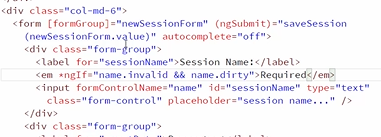 <div class="col-md-6">
<form [formGroup]="newSessionForm" (ngSubmit)="saveSession
(newSessionForm.value)" autocomplete="off">
<div class="form-group">
<label for="sessionName">Session Name:</label>
<em *ngIf="name.invalid && name.dirty">Required</em>
<input formControlName="name" id="sessionName" type="text"
class="form-control" placeholder="session name..." />
</div>
<div class="form-group">